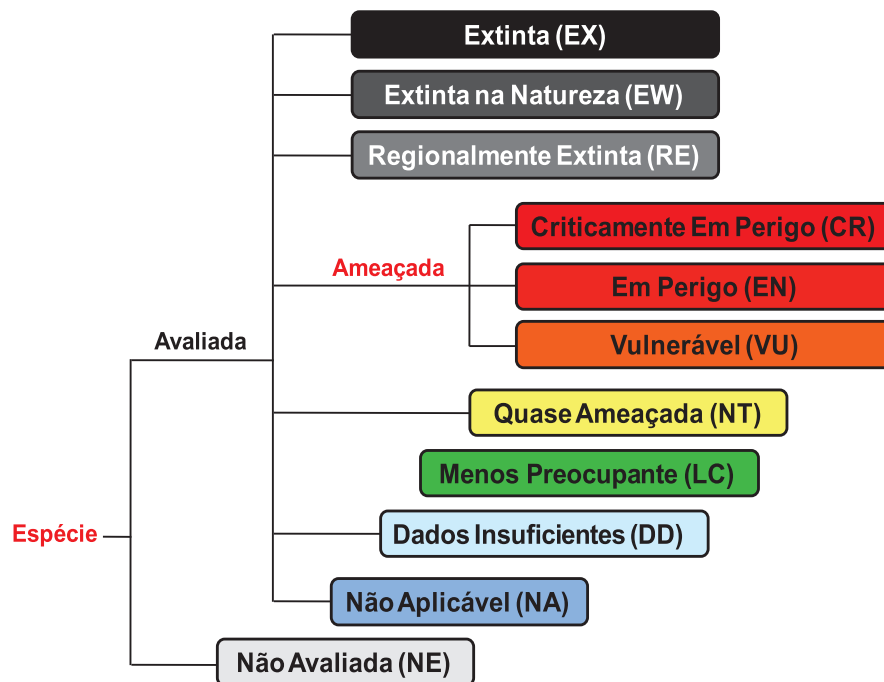 Extinta (EX)
Extinta na Natureza (EW)
Regionalmente Extinta (RE)
Criticamente Em Perigo (CR)
Ameaçada
Em Perigo (EN)
Vulnerável (VU)
Avaliada
Quase Ameaçada (NT)
Menos Preocupante (LC)
Espécie
Dados Insuficientes (DD)
Não Aplicável (NA)
Não Avaliada (NE)